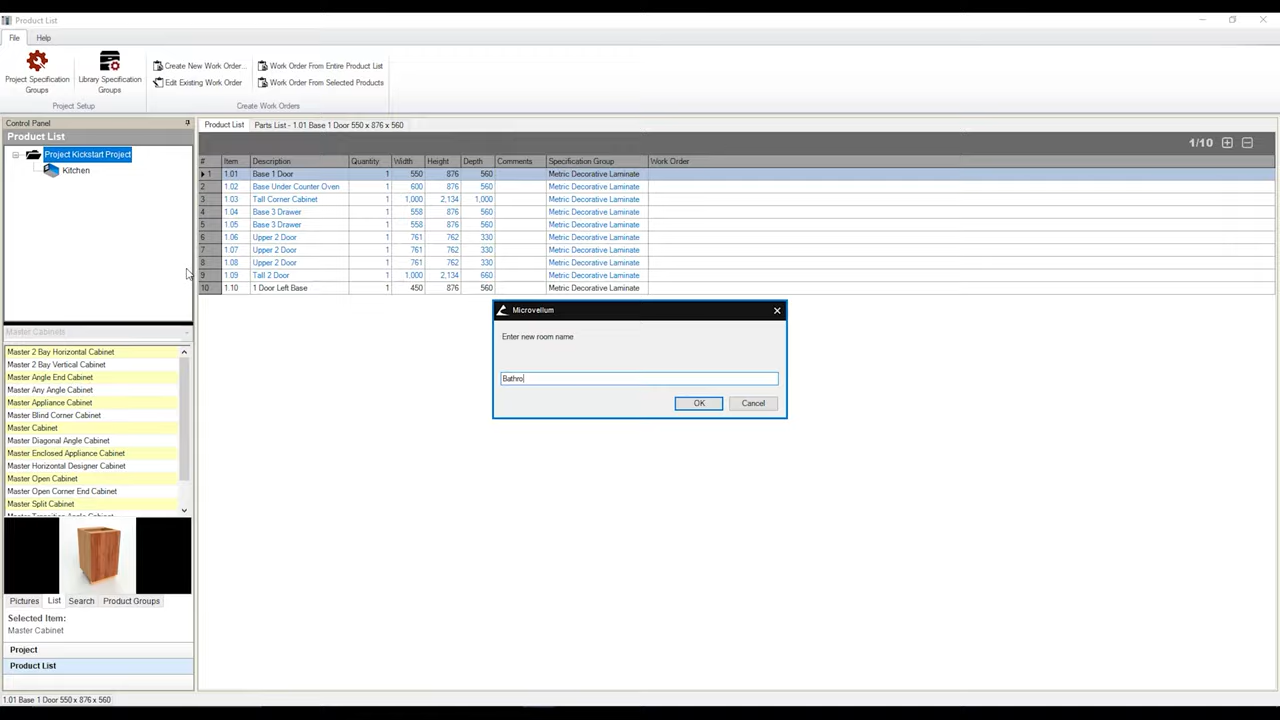 Product List
File Help
Project Specification Groups
Library Specification Groups
Create New Work Order...
Edit Existing Work Order
Work Order From Entire Product List
Work Order From Selected Products
Project Setup
Create Work Orders
Control Panel
Product List
Project Kickstart Project
Kitchen
Product List Parts List - 1.01 Base 1 Door 550 x 876 x 560
1/10
# Item Description Quantity Width Height Depth Comments Specification Group Work Order
1 1.01 Base 1 Door 1 550 876 560 Metric Decorative Laminate
2 1.02 Base Under Counter Oven 1 600 876 560 Metric Decorative Laminate
3 1.03 Tall Corner Cabinet 1 1,000 2,134 1,000 Metric Decorative Laminate
4 1.04 Base 3 Drawer 1 558 876 560 Metric Decorative Laminate
5 1.05 Base 3 Drawer 1 558 876 560 Metric Decorative Laminate
6 1.06 Upper 2 Door 1 761 762 330 Metric Decorative Laminate
7 1.07 Upper 2 Door 1 761 762 330 Metric Decorative Laminate
8 1.08 Upper 2 Door 1 761 762 330 Metric Decorative Laminate
9 1.09 Tall 2 Door 1 1,000 2,134 660 Metric Decorative Laminate
10 1.10 1 Door Left Base 1 450 876 560 Metric Decorative Laminate
Microvellum
Enter new room name
Bathro
OK Cancel
Master Cabinets
Master 2 Bay Horizontal Cabinet
Master 2 Bay Vertical Cabinet
Master Angle End Cabinet
Master Any Angle Cabinet
Master Appliance Cabinet
Master Blind Corner Cabinet
Master Cabinet
Master Diagonal Angle Cabinet
Master Enclosed Appliance Cabinet
Master Horizontal Designer Cabinet
Master Open Cabinet
Master Open Corner End Cabinet
Master Split Cabinet
Master Transition Angle Cabinet
Pictures List Search Product Groups
Selected Item:
Master Cabinet
Project
Product List
1.01 Base 1 Door 550 x 876 x 560